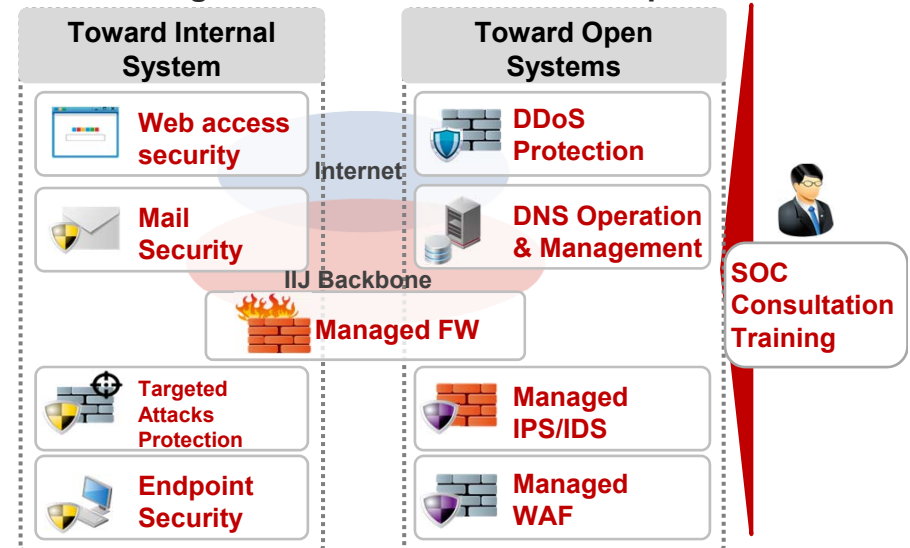 Toward Internal
System
Toward Open
Systems
Web access
security
DDoS
Protection
Internet
Mail
Security
DNS Operation
& Management
IIJ Backbone
Managed FW
SOC
Consultation
Training
Targeted
Attacks
Protection
Managed
IPS/IDS
Endpoint
Security
Managed
WAF